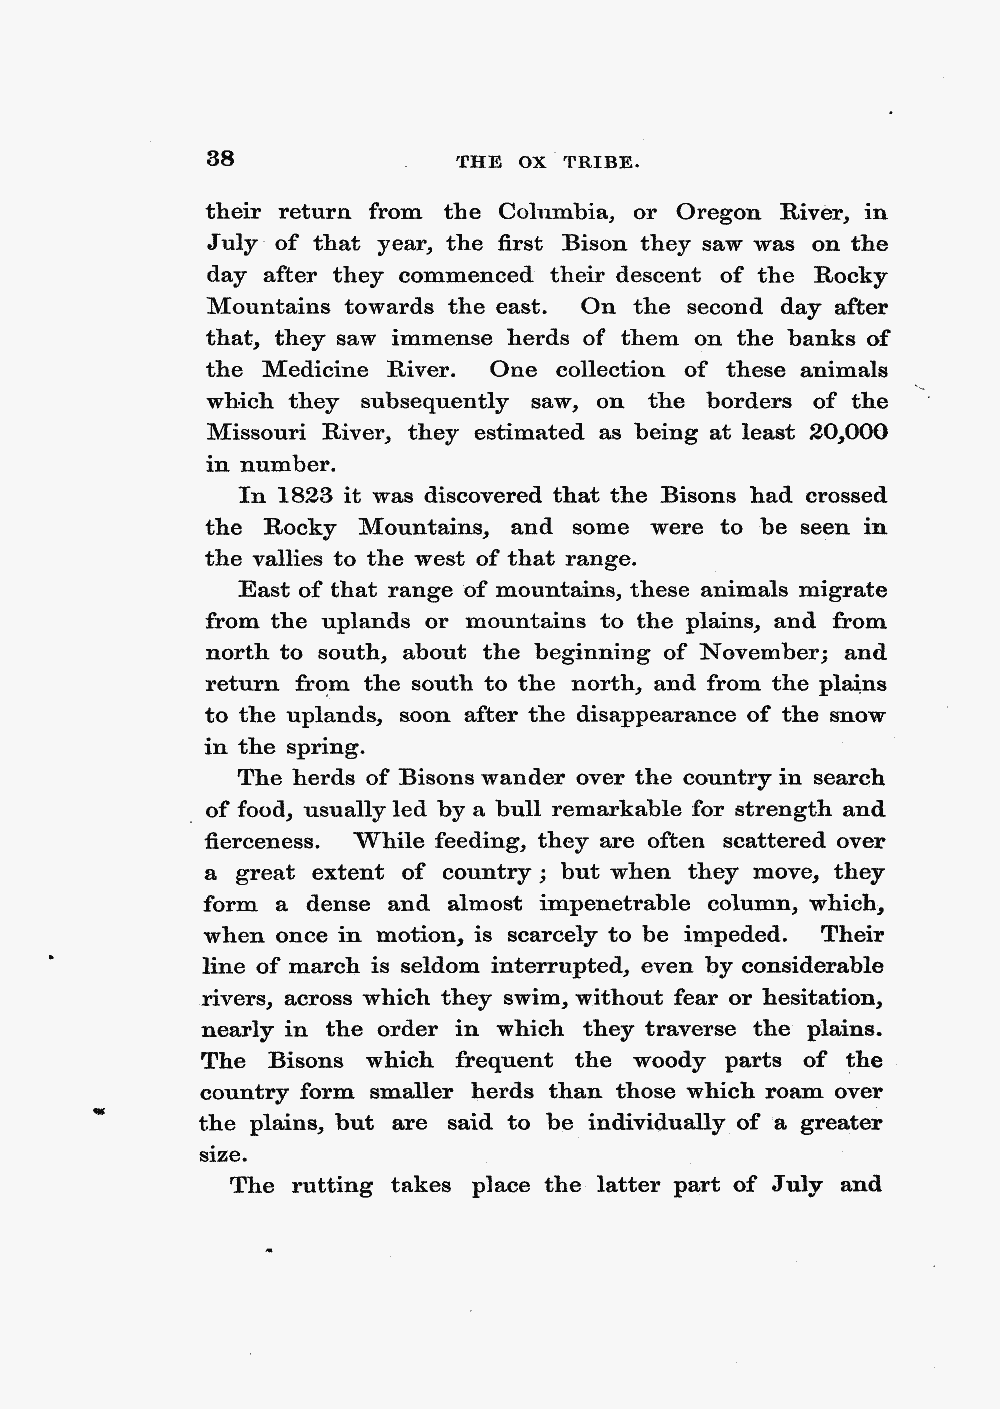 38 THE OX TRIBE.
their return from the Columbia, or Oregon River, in
July of that year, the first Bison they saw was on the
day after they commenced their descent of the Rocky
Mountains towards the east. On the second day after
that, they saw immense herds of them on the banks of
the Medicine River. One collection of these animals
which they subsequently saw, on the borders of the
Missouri River, they estimated as being at least 20,000
in number.
In 1823 it was discovered that the Bisons had crossed
the Rocky Mountains, and some were to be seen in
the vallies to the west of that range.
East of that range of mountains, these animals migrate
from the uplands or mountains to the plains, and from
north to south, about the beginning of November; and
return from the south to the north, and from the plains
to the uplands, soon after the disappearance of the snow
in the spring.
The herds of Bisons wander over the country in search
of food, usually led by a bull remarkable for strength and
fierceness. While feeding, they are often scattered over
a great extent of country ; but when they move, they
form a dense and almost impenetrable column, which,
when once in motion, is scarcely to be impeded. Their
line of march is seldom interrupted, even by considerable
rivers, across which they swim, without fear or hesitation,
nearly in the order in which they traverse the plains.
The Bisons which frequent the woody parts of the
country form smaller herds than those which roam over
the plains, but are said to be individually of a greater
size.
The rutting takes place the latter part of July and